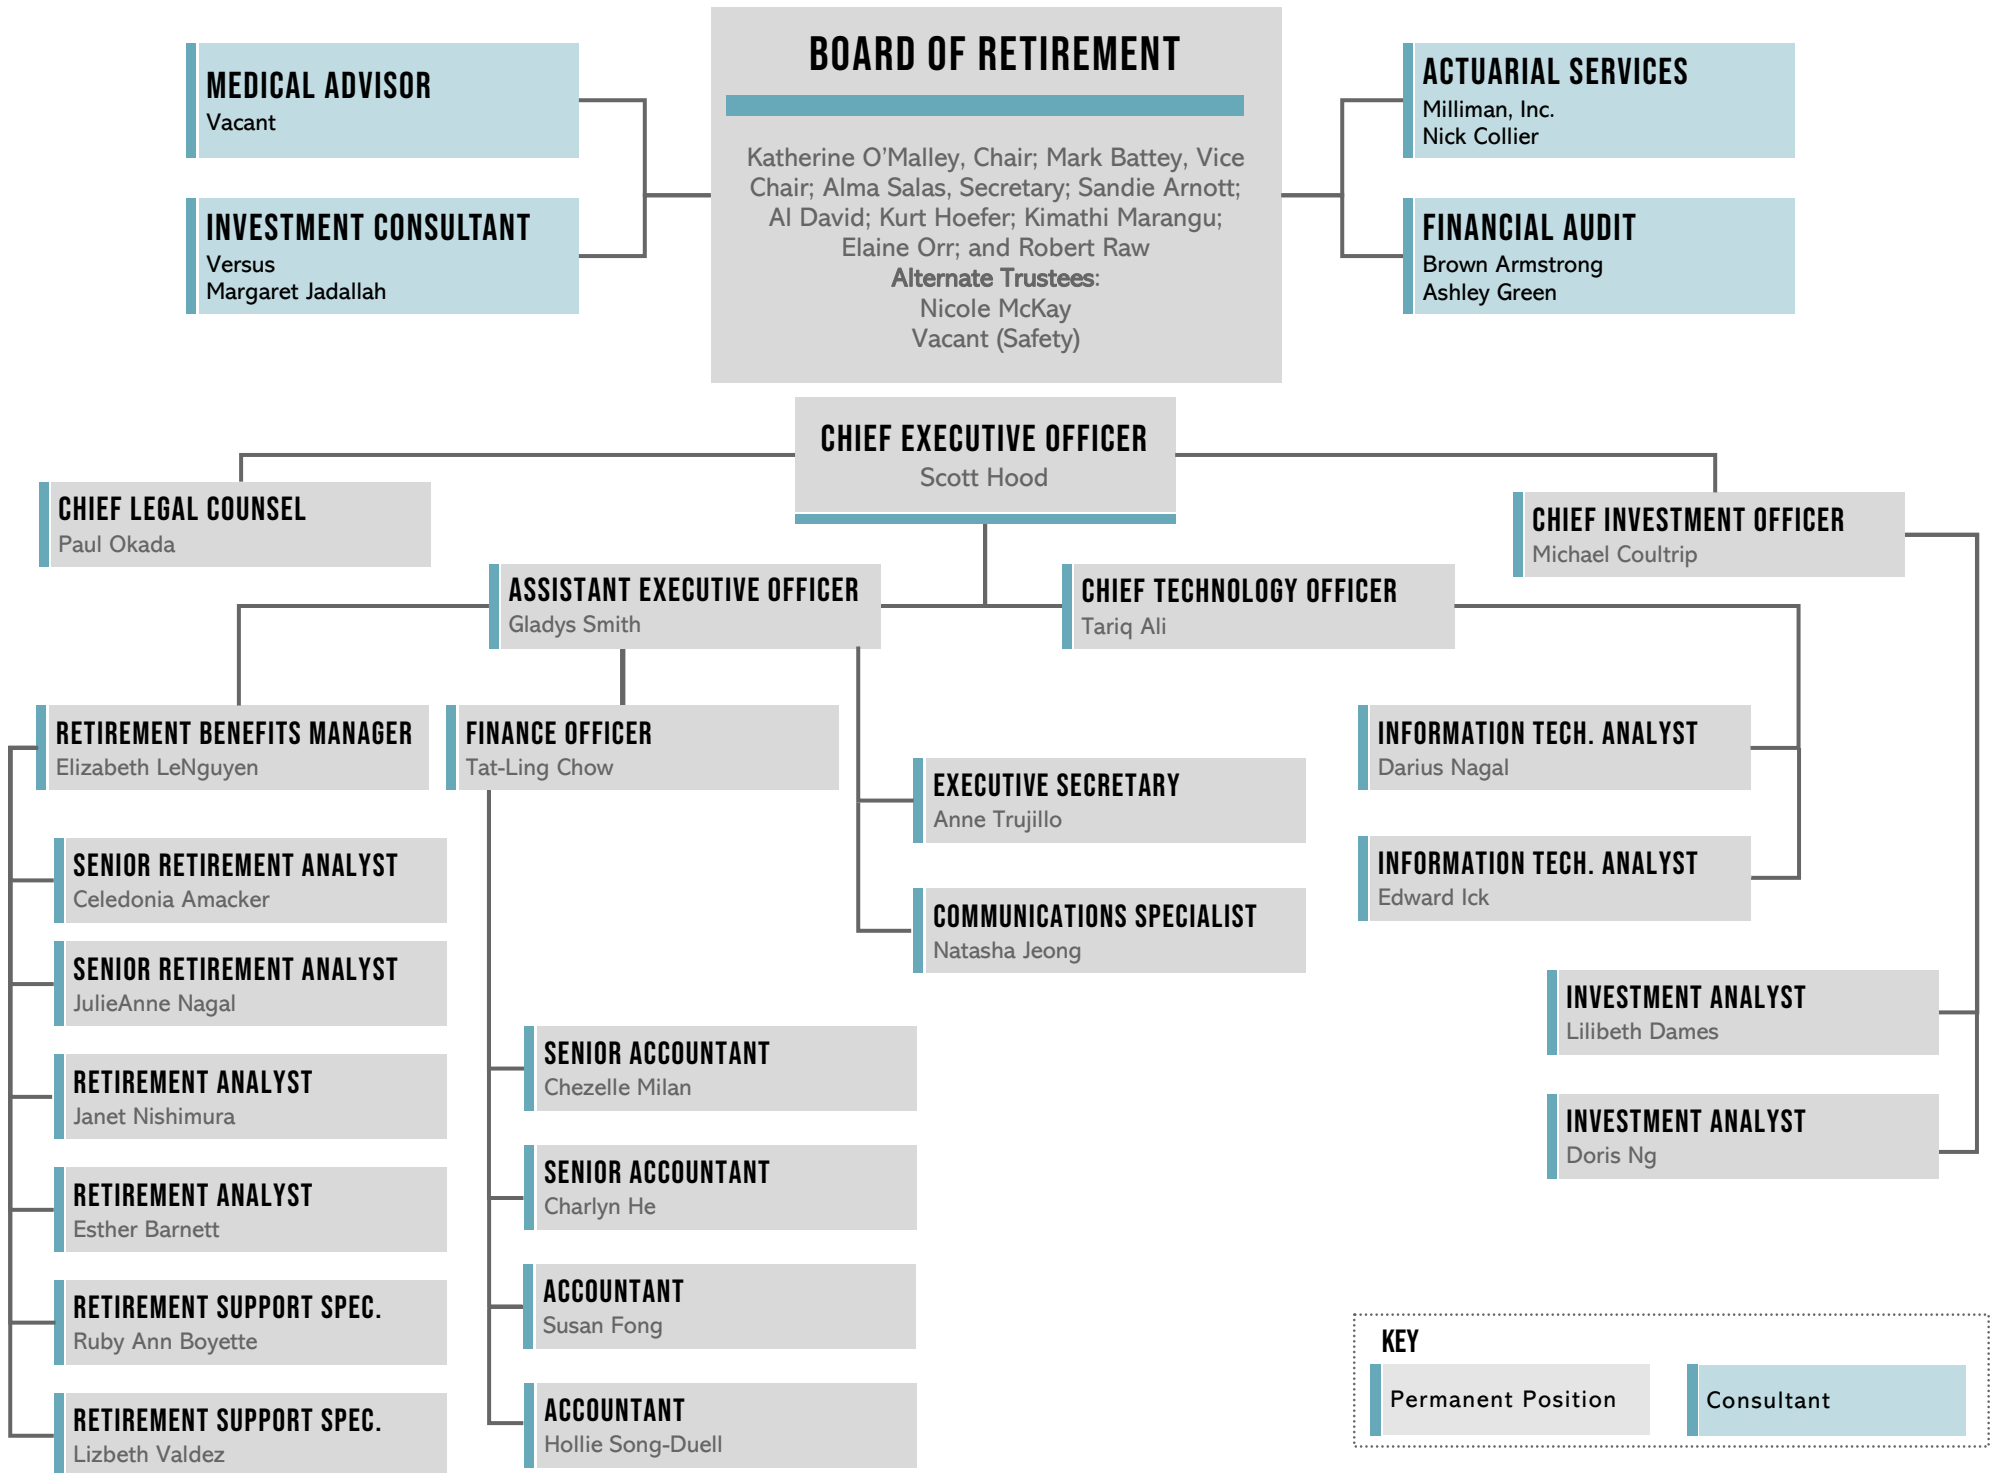 BOARD OF RETIREMENT
Katherine O’Malley, Chair; Mark Battey, Vice
Chair; Alma Salas, Secretary; Sandie Arnott;
Al David; Kurt Hoefer; Kimathi Marangu;
Elaine Orr; and Robert Raw
Alternate Trustees:
Nicole McKay
Vacant (Safety)
MEDICAL ADVISOR
Vacant
INVESTMENT CONSULTANT
Versus
Margaret Jadallah
ACTUARIAL SERVICES
Milliman, Inc.
Nick Collier
FINANCIAL AUDIT
Brown Armstrong
Ashley Green
CHIEF EXECUTIVE OFFICER
Scott Hood
CHIEF LEGAL COUNSEL
Paul Okada
CHIEF INVESTMENT OFFICER
Michael Coultrip
ASSISTANT EXECUTIVE OFFICER
Gladys Smith
CHIEF TECHNOLOGY OFFICER
Tariq Ali
RETIREMENT BENEFITS MANAGER
Elizabeth LeNguyen
FINANCE OFFICER
Tat-Ling Chow
EXECUTIVE SECRETARY
Anne Trujillo
COMMUNICATIONS SPECIALIST
Natasha Jeong
INFORMATION TECH. ANALYST
Darius Nagal
INFORMATION TECH. ANALYST
Edward Ick
SENIOR RETIREMENT ANALYST
Celedonia Amacker
SENIOR RETIREMENT ANALYST
JulieAnne Nagal
RETIREMENT ANALYST
Janet Nishimura
RETIREMENT ANALYST
Esther Barnett
RETIREMENT SUPPORT SPEC.
Ruby Ann Boyette
RETIREMENT SUPPORT SPEC.
Lizbeth Valdez
SENIOR ACCOUNTANT
Chezelle Milan
SENIOR ACCOUNTANT
Charlyn He
ACCOUNTANT
Susan Fong
ACCOUNTANT
Hollie Song-Duell
INVESTMENT ANALYST
Lilibeth Dames
INVESTMENT ANALYST
Doris Ng
KEY
Permanent Position
Consultant